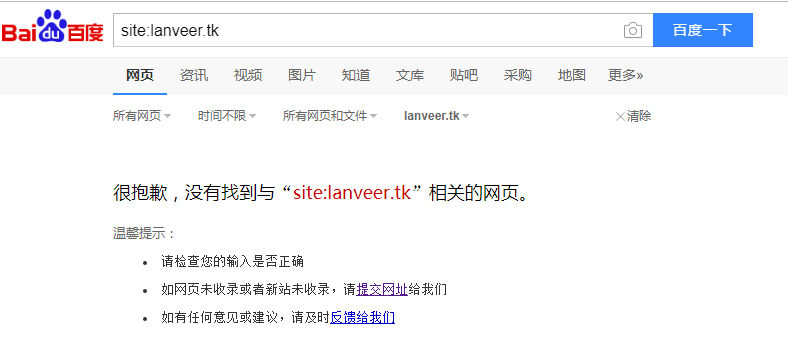 Bai du 百度 site:lanveer.tk 百度一下
网页 资讯 视频 图片 知道 文库 贴吧 采购 地图 更多»
所有网页 时间不限 所有网页和文件 lanveer.tk 清除
很抱歉，没有找到与“site:lanveer.tk”相关的网页。
温馨提示：
• 请检查您的输入是否正确
• 如网页未收录或者新站未收录，请提交网址给我们
• 如有任何意见或建议，请及时反馈给我们